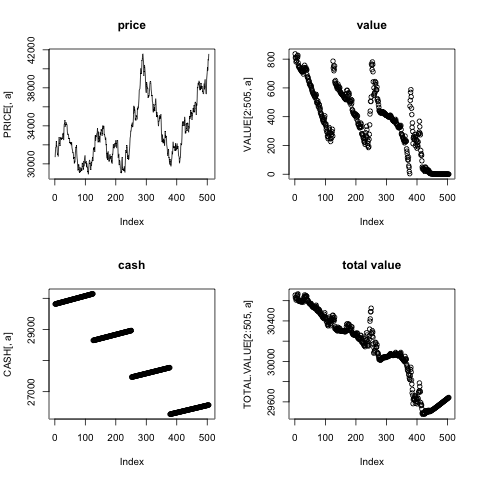 price
PRICE[, a]
30000 34000 38000 42000
0 100 200 300 400 500
Index
value
VALUE[2:505, a]
0 200 400 600 800
0 100 200 300 400 500
Index
cash
CASH[, a]
27000 29000
0 100 200 300 400 500
Index
total value
TOTAL.VALUE[2:505, a]
29600 30000 30400
0 100 200 300 400 500
Index